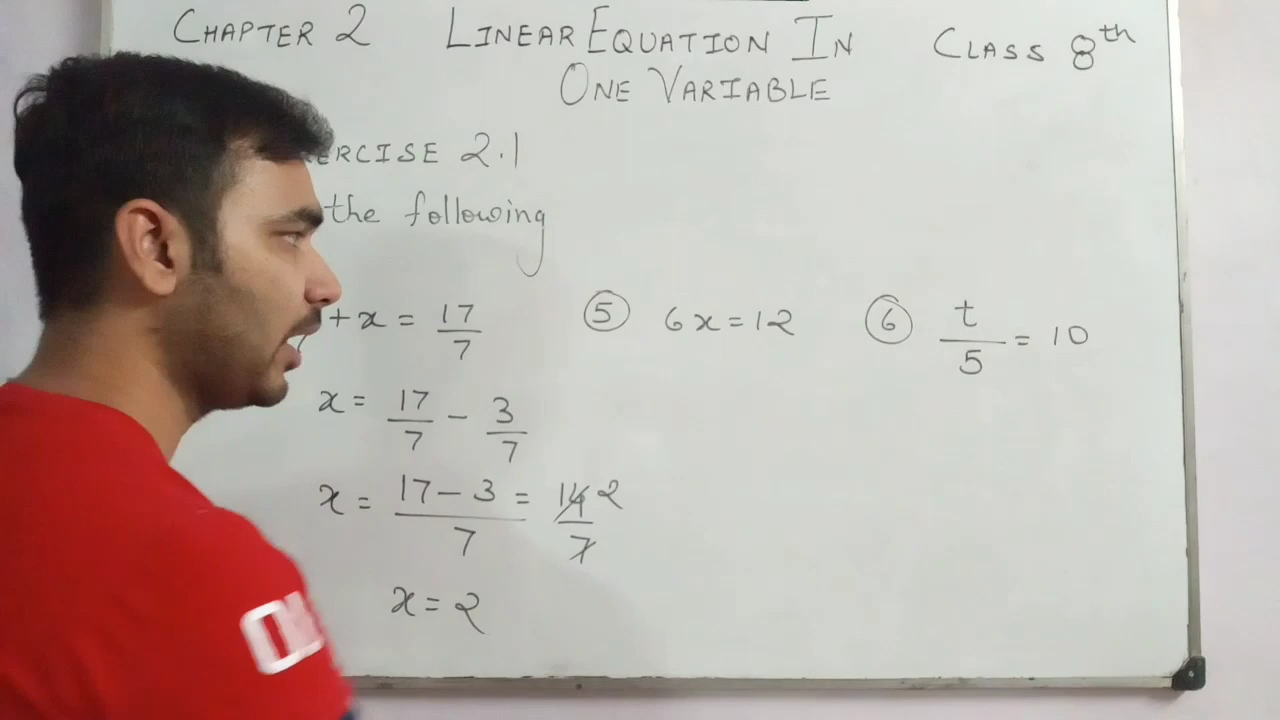 CHAPTER 2 LINEAR EQUATION IN CLASS 8th
ONE VARIABLE
ERCISE 2.1
the following
+ x = 17/7
⑤ 6x = 12
⑥ t/5 = 10
x = 17/7 - 3/7
x = 17-3/7 = 14/7 2
x = 2